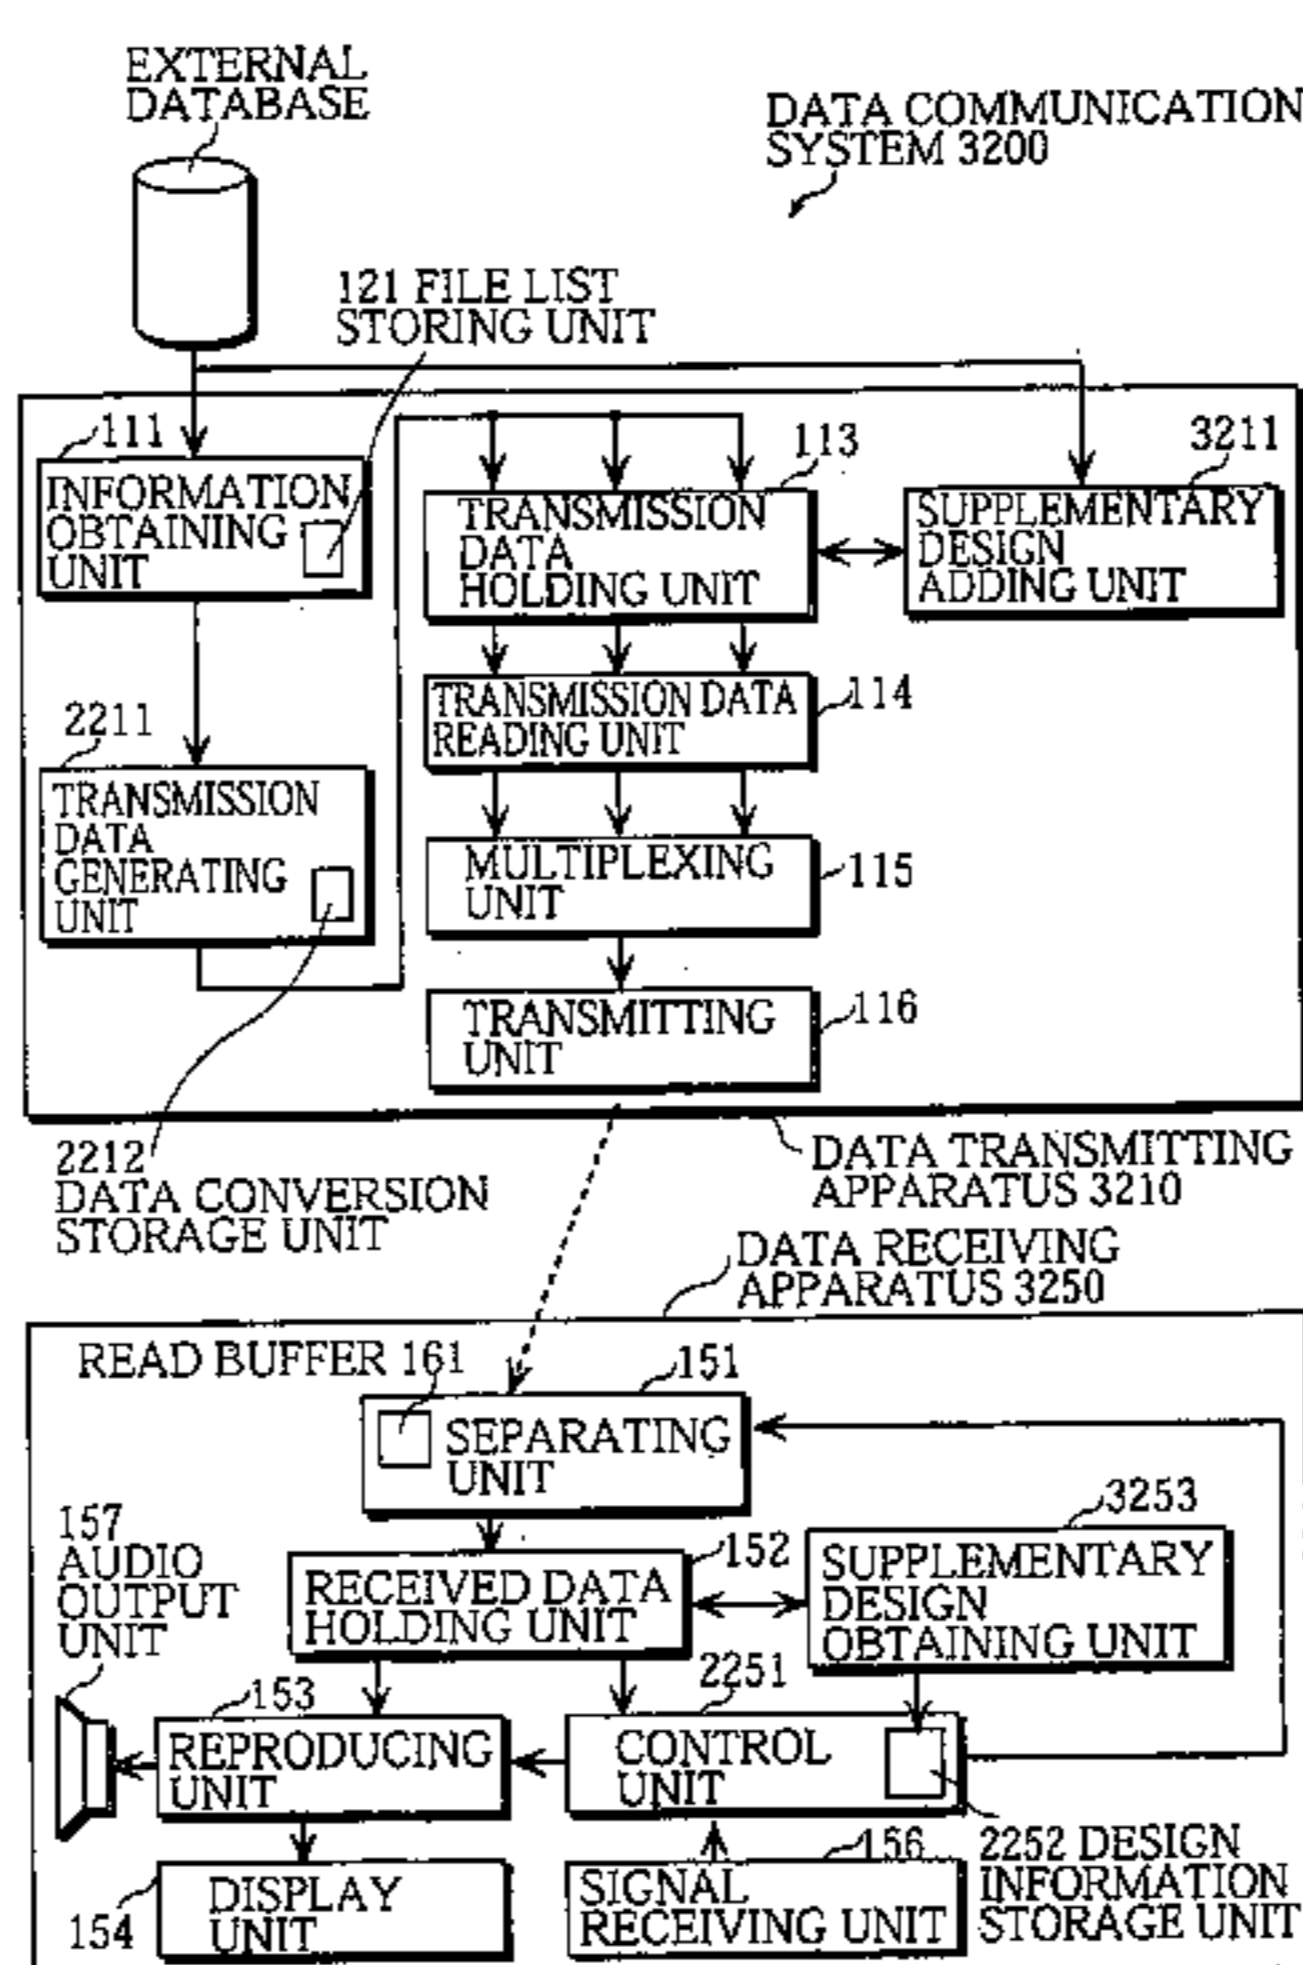 EXTERNAL
DATABASE
DATA COMMUNICATION
SYSTEM 3200
121 FILE LIST
STORING UNIT
111
INFORMATION
OBTAINING
UNIT
113
TRANSMISSION
DATA
HOLDING UNIT
3211
SUPPLEMENTARY
DESIGN
ADDING UNIT
114
TRANSMISSION DATA
READING UNIT
2211
TRANSMISSION
DATA
GENERATING
UNIT
MULTIPLEXING
UNIT
115
TRANSMITTING
UNIT
116
2212
DATA CONVERSION
STORAGE UNIT
DATA TRANSMITTING
APPARATUS 3210
DATA RECEIVING
APPARATUS 3250
READ BUFFER 161
151
SEPARATING
UNIT
157
AUDIO
OUTPUT
UNIT
152
RECEIVED DATA
HOLDING UNIT
3253
SUPPLEMENTARY
DESIGN
OBTAINING UNIT
153
REPRODUCING
UNIT
2251
CONTROL
UNIT
154
DISPLAY
UNIT
156
SIGNAL
RECEIVING UNIT
2252 DESIGN
INFORMATION
STORAGE UNIT